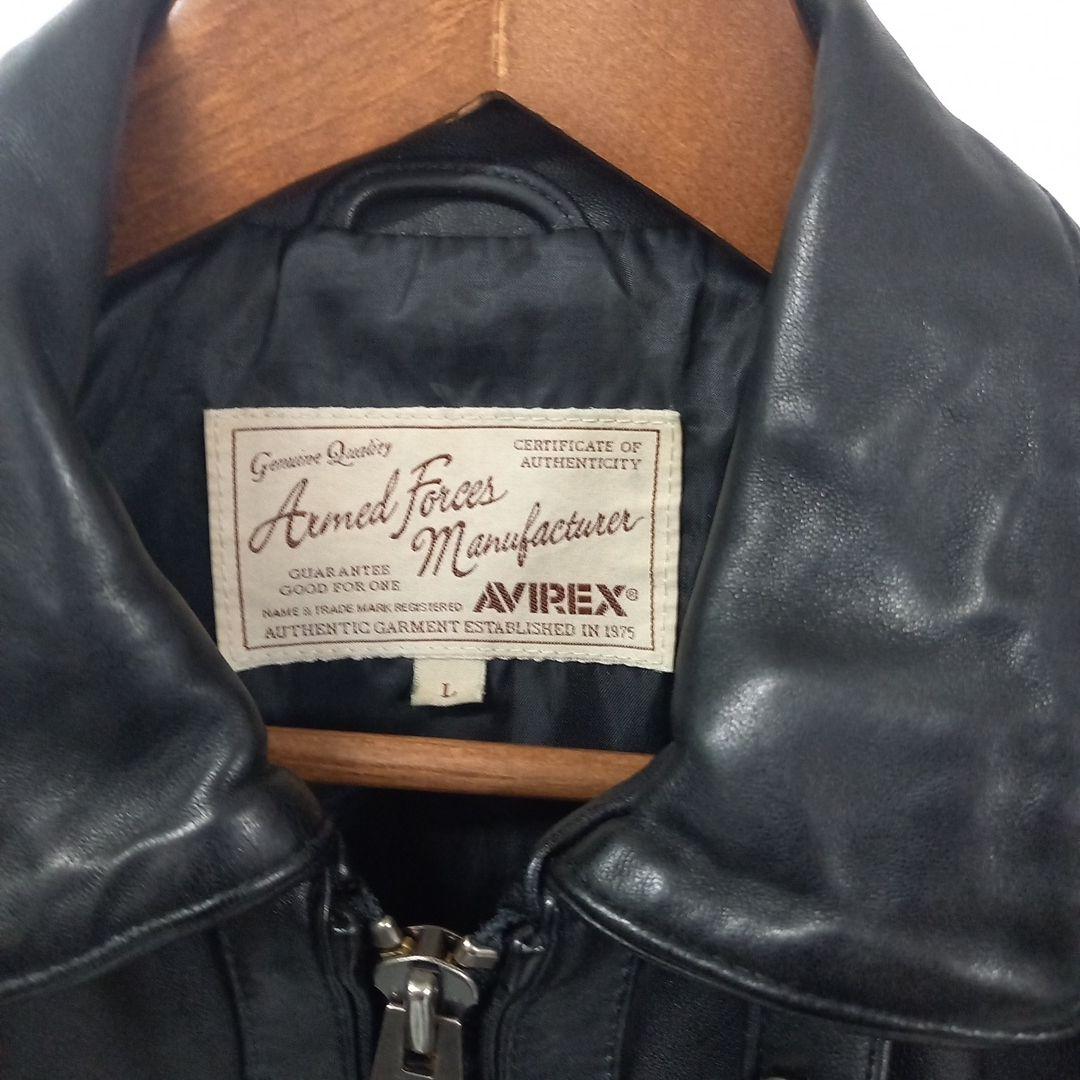 Genuine Quality
CERTIFICATE OF
AUTHENTICITY
Armed Forces
Manufacturer
GUARANTEE
GOOD FOR ONE
NAME & TRADE MARK REGISTERED
AVIREX®
AUTHENTIC GARMENT ESTABLISHED IN 1975
L